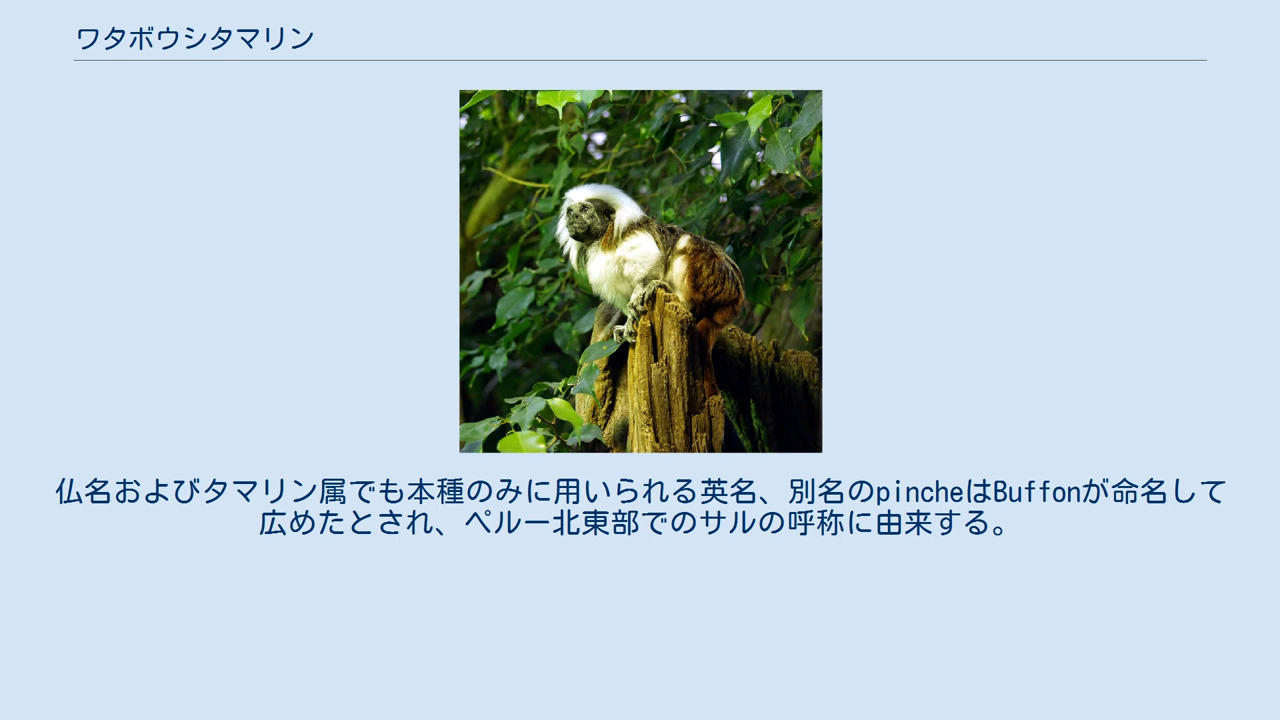 ワタボウシタマリン
仏名およびタマリン属でも本種のみに用いられる英名、別名のpincheはBuffonが命名して
広めたとされ、ペルー北東部でのサルの呼称に由来する。